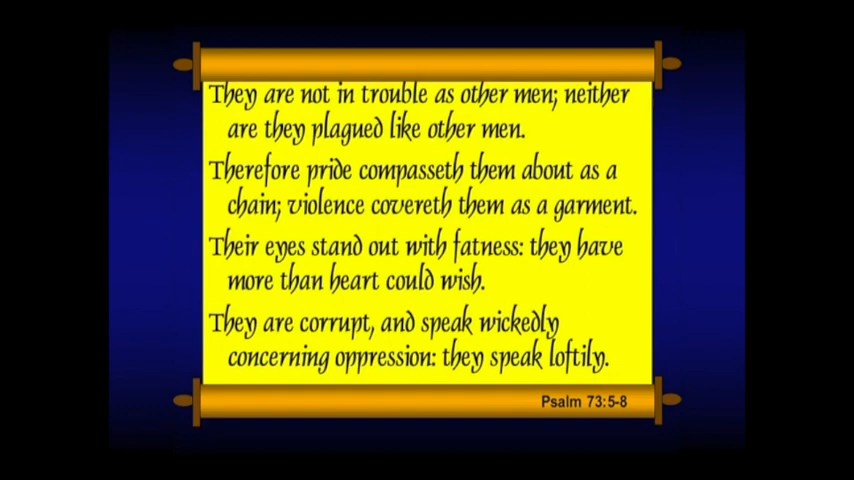 They are not in trouble as other men; neither
are they plagued like other men.
Therefore pride compasseth them about as a
chain; violence covereth them as a garment.
Their eyes stand out with fatness: they have
more than heart could wish.
They are corrupt, and speak wickedly
concerning oppression: they speak loftily.
Psalm 73:5-8